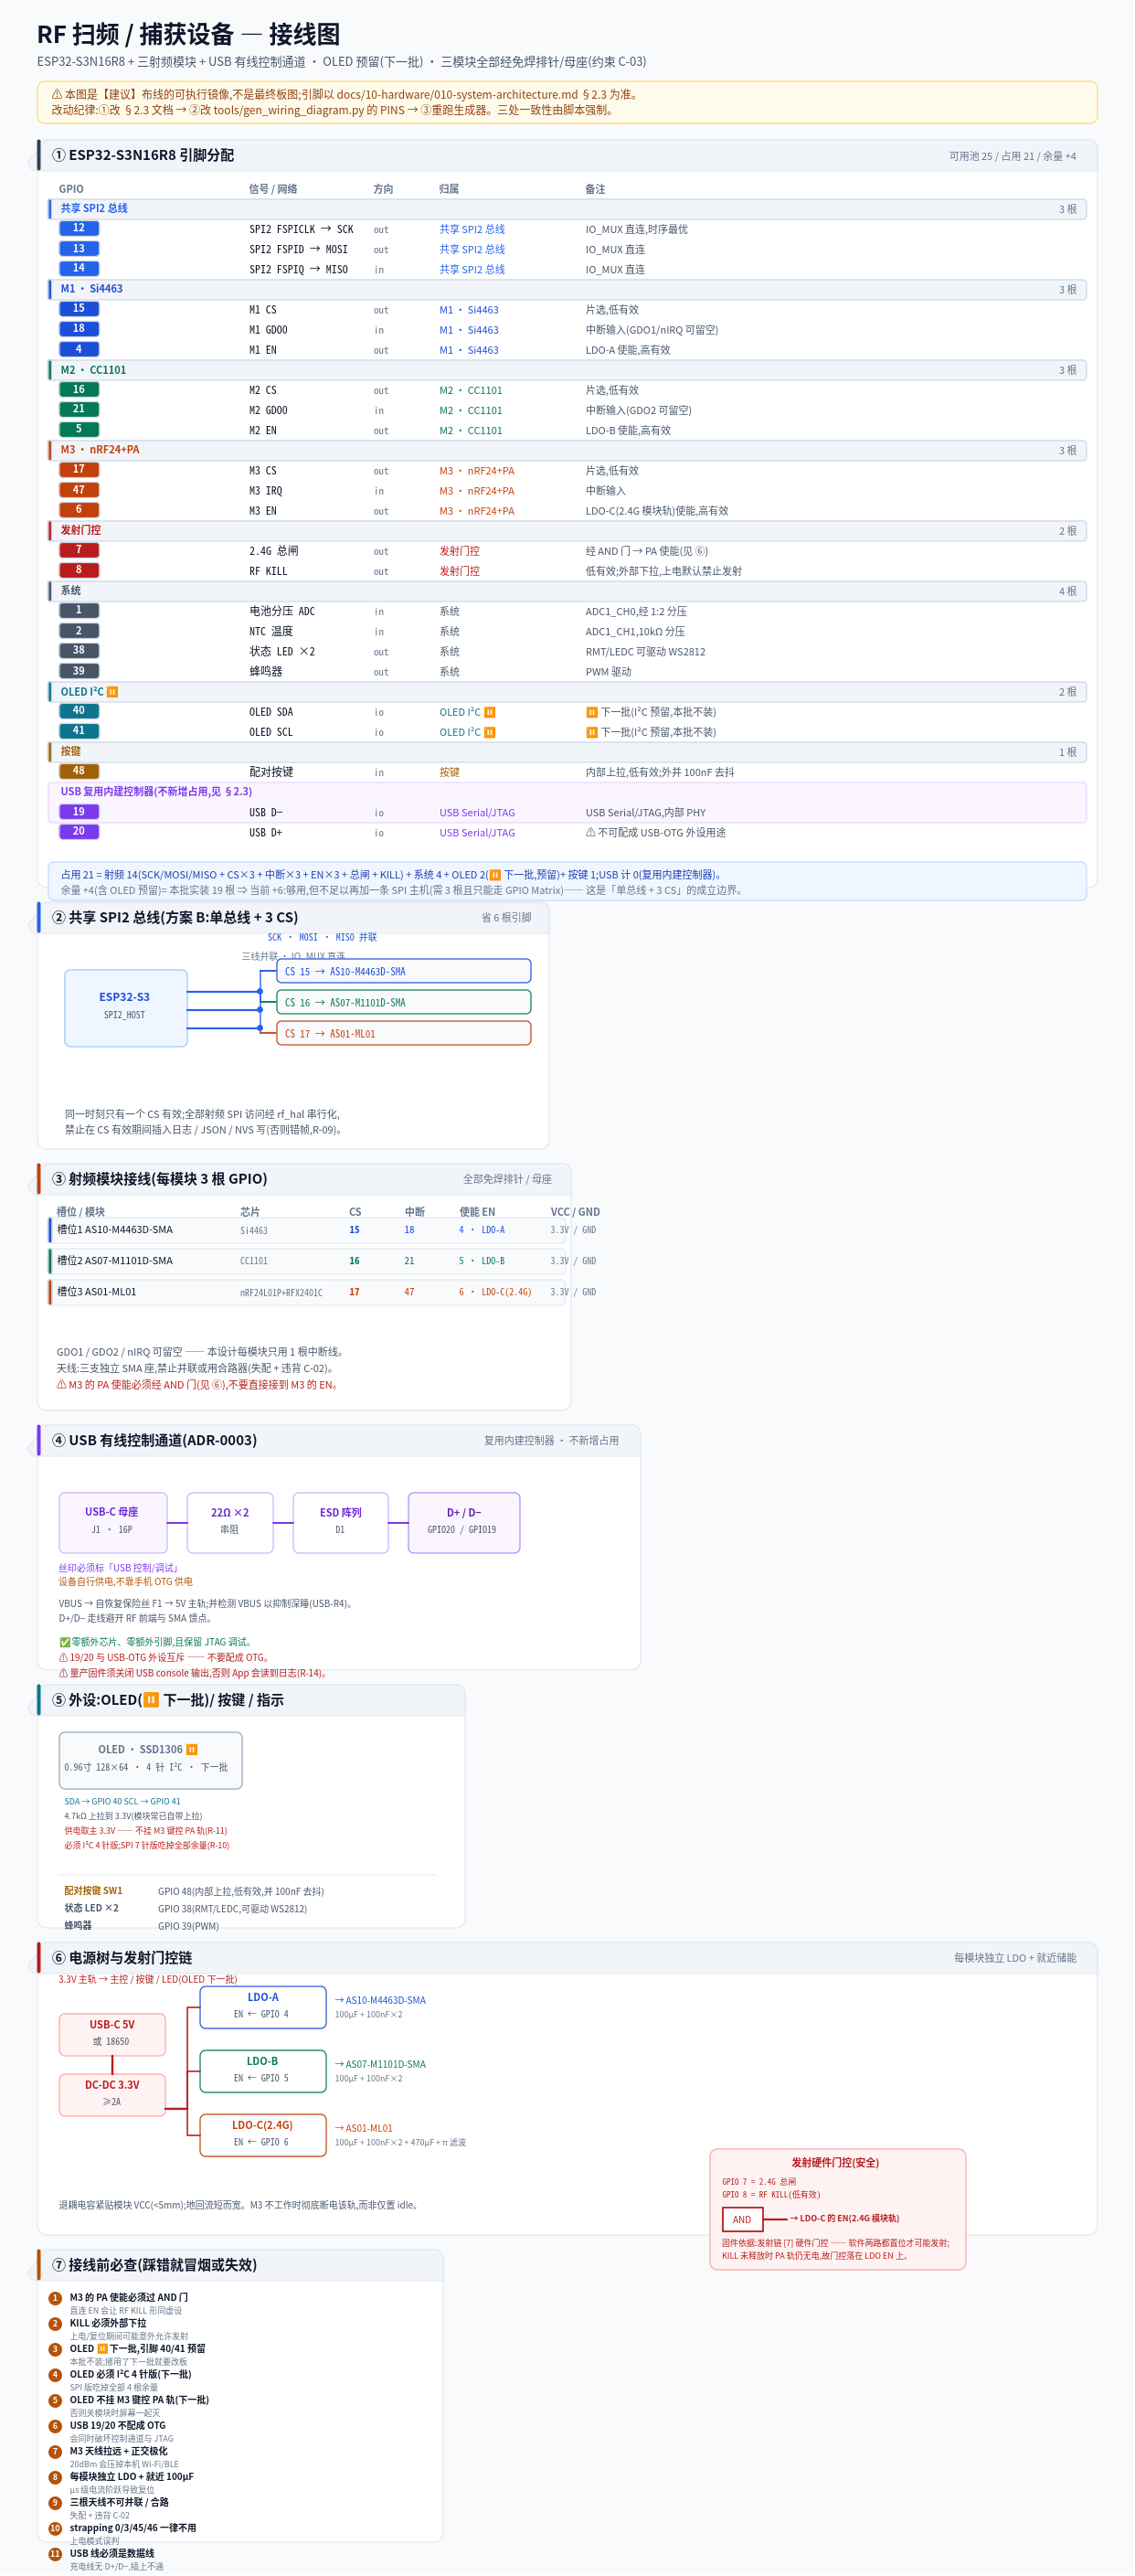 RF 扫频 / 捕获设备 — 接线图
ESP32-S3N16R8 + 三射频模块 + USB 有线控制通道 · OLED 预留(下一批) · 三模块全部经免焊排针/母座(约束 C-03)
⚠ 本图是【建议】布线的可执行镜像,不是最终板图;引脚以 docs/10-hardware/010-system-architecture.md §2.3 为准。
改动纪律:①改 §2.3 文档 → ②改 tools/gen_wiring_diagram.py 的 PINS → ③重跑生成器。三处一致性由脚本强制。
① ESP32-S3N16R8 引脚分配 可用池 25 / 占用 21 / 余量 +4
GPIO 信号 / 网络 方向 归属 备注
共享 SPI2 总线 3 根
12 SPI2 FSPICLK → SCK out 共享 SPI2 总线 IO_MUX 直连,时序最优
13 SPI2 FSPID → MOSI out 共享 SPI2 总线 IO_MUX 直连
14 SPI2 FSPIQ → MISO in 共享 SPI2 总线 IO_MUX 直连
M1 · Si4463 3 根
15 M1 CS out M1 · Si4463 片选,低有效
18 M1 GDO0 in M1 · Si4463 中断输入(GDO1/nIRQ 可留空)
4 M1 EN out M1 · Si4463 LDO-A 使能,高有效
M2 · CC1101 3 根
16 M2 CS out M2 · CC1101 片选,低有效
21 M2 GDO0 in M2 · CC1101 中断输入(GDO2 可留空)
5 M2 EN out M2 · CC1101 LDO-B 使能,高有效
M3 · nRF24+PA 3 根
17 M3 CS out M3 · nRF24+PA 片选,低有效
47 M3 IRQ in M3 · nRF24+PA 中断输入
6 M3 EN out M3 · nRF24+PA LDO-C(2.4G 模块轨)使能,高有效
发射门控 2 根
7 2.4G 总闸 out 发射门控 经 AND 门 → PA 使能(见 ⑥)
8 RF KILL out 发射门控 低有效;外部下拉,上电默认禁止发射
系统 4 根
1 电池分压 ADC in 系统 ADC1_CH0,经 1:2 分压
2 NTC 温度 in 系统 ADC1_CH1,10kΩ 分压
38 状态 LED ×2 out 系统 RMT/LEDC 可驱动 WS2812
39 蜂鸣器 out 系统 PWM 驱动
OLED I²C ⏸ 2 根
40 OLED SDA io OLED I²C ⏸ ⏸ 下一批(I²C 预留,本批不装)
41 OLED SCL io OLED I²C ⏸ ⏸ 下一批(I²C 预留,本批不装)
按键 1 根
48 配对按键 in 按键 内部上拉,低有效;外并 100nF 去抖
USB 复用内建控制器(不新增占用,见 §2.3)
19 USB D− io USB Serial/JTAG USB Serial/JTAG,内部 PHY
20 USB D+ io USB Serial/JTAG ⚠ 不可配成 USB-OTG 外设用途
占用 21 = 射频 14(SCK/MOSI/MISO + CS×3 + 中断×3 + EN×3 + 总闸 + KILL) + 系统 4 + OLED 2(⏸ 下一批,预留)+ 按键 1;USB 计 0(复用内建控制器)。
余量 +4(含 OLED 预留)= 本批实装 19 根 ⇒ 当前 +6:够用,但不足以再加一条 SPI 主机(需 3 根且只能走 GPIO Matrix)—— 这是「单总线 + 3 CS」的成立边界。
② 共享 SPI2 总线(方案 B:单总线 + 3 CS) 省 6 根引脚
SCK · MOSI · MISO 并联
三线并联 · IO_MUX 直连
ESP32-S3
SPI2_HOST
CS 15 → AS10-M4463D-SMA
CS 16 → AS07-M1101D-SMA
CS 17 → AS01-ML01
同一时刻只有一个 CS 有效;全部射频 SPI 访问经 rf_hal 串行化,
禁止在 CS 有效期间插入日志 / JSON / NVS 写(否则错帧,R-09)。
③ 射频模块接线(每模块 3 根 GPIO) 全部免焊排针 / 母座
槽位 / 模块 芯片 CS 中断 使能 EN VCC / GND
槽位1 AS10-M4463D-SMA Si4463 15 18 4 · LDO-A 3.3V / GND
槽位2 AS07-M1101D-SMA CC1101 16 21 5 · LDO-B 3.3V / GND
槽位3 AS01-ML01 nRF24L01P+RFX2401C 17 47 6 · LDO-C(2.4G) 3.3V / GND
GDO1 / GDO2 / nIRQ 可留空 —— 本设计每模块只用 1 根中断线。
天线:三支独立 SMA 座,禁止并联或用合路器(失配 + 违背 C-02)。
⚠ M3 的 PA 使能必须经 AND 门(见 ⑥),不要直接接到 M3 的 EN。
④ USB 有线控制通道(ADR-0003) 复用内建控制器 · 不新增占用
USB-C 母座 22Ω ×2 ESD 阵列 D+ / D−
J1 · 16P 串阻 D1 GPIO20 / GPIO19
丝印必须标「USB 控制/调试」
设备自行供电,不靠手机 OTG 供电
VBUS → 自恢复保险丝 F1 → 5V 主轨;并检测 VBUS 以抑制深睡(USB-R4)。
D+/D− 走线避开 RF 前端与 SMA 馈点。
✅ 零额外芯片、零额外引脚,且保留 JTAG 调试。
⚠ 19/20 与 USB-OTG 外设互斥 —— 不要配成 OTG。
⚠ 量产固件须关闭 USB console 输出,否则 App 会读到日志(R-14)。
⑤ 外设:OLED(⏸ 下一批)/ 按键 / 指示
OLED · SSD1306 ⏸
0.96寸 128×64 · 4 针 I²C · 下一批
SDA → GPIO 40 SCL → GPIO 41
4.7kΩ 上拉到 3.3V(模块常已自带上拉)
供电取主 3.3V —— 不挂 M3 键控 PA 轨(R-11)
必须 I²C 4 针版;SPI 7 针版吃掉全部余量(R-10)
配对按键 SW1 GPIO 48(内部上拉,低有效,并 100nF 去抖)
状态 LED ×2 GPIO 38(RMT/LEDC,可驱动 WS2812)
蜂鸣器 GPIO 39(PWM)
⑥ 电源树与发射门控链 每模块独立 LDO + 就近储能
3.3V 主轨 → 主控 / 按键 / LED(OLED 下一批)
USB-C 5V
或 18650
DC-DC 3.3V
≥2A
LDO-A
EN ← GPIO 4
→ AS10-M4463D-SMA
100μF + 100nF×2
LDO-B
EN ← GPIO 5
→ AS07-M1101D-SMA
100μF + 100nF×2
LDO-C(2.4G)
EN ← GPIO 6
→ AS01-ML01
100μF + 100nF×2 + 470μF + π 滤波
退耦电容紧贴模块 VCC(<5mm);地回流短而宽。M3 不工作时彻底断电该轨,而非仅置 idle。
发射硬件门控(安全)
GPIO 7 = 2.4G 总闸
GPIO 8 = RF KILL(低有效)
AND → LDO-C 的 EN(2.4G 模块轨)
固件依据:发射链 [7] 硬件门控 —— 软件两路都置位才可能发射;
KILL 未释放时 PA 轨仍无电,故门控落在 LDO EN 上。
⑦ 接线前必查(踩错就冒烟或失效)
1 M3 的 PA 使能必须过 AND 门
直连 EN 会让 RF KILL 形同虚设
2 KILL 必须外部下拉
上电/复位期间可能意外允许发射
3 OLED ⏸ 下一批,引脚 40/41 预留
本批不装;挪用了下一批就要改板
4 OLED 必须 I²C 4 针版(下一批)
SPI 版吃掉全部 4 根余量
5 OLED 不挂 M3 键控 PA 轨(下一批)
否则关模块时屏幕一起灭
6 USB 19/20 不配成 OTG
会同时破坏控制通道与 JTAG
7 M3 天线拉远 + 正交极化
20dBm 会压掉本机 Wi-Fi/BLE
8 每模块独立 LDO + 就近 100μF
μs 级电流阶跃导致复位
9 三根天线不可并联 / 合路
失配 + 违背 C-02
10 strapping 0/3/45/46 一律不用
上电模式误判
11 USB 线必须是数据线
充电线无 D+/D−,插上不通